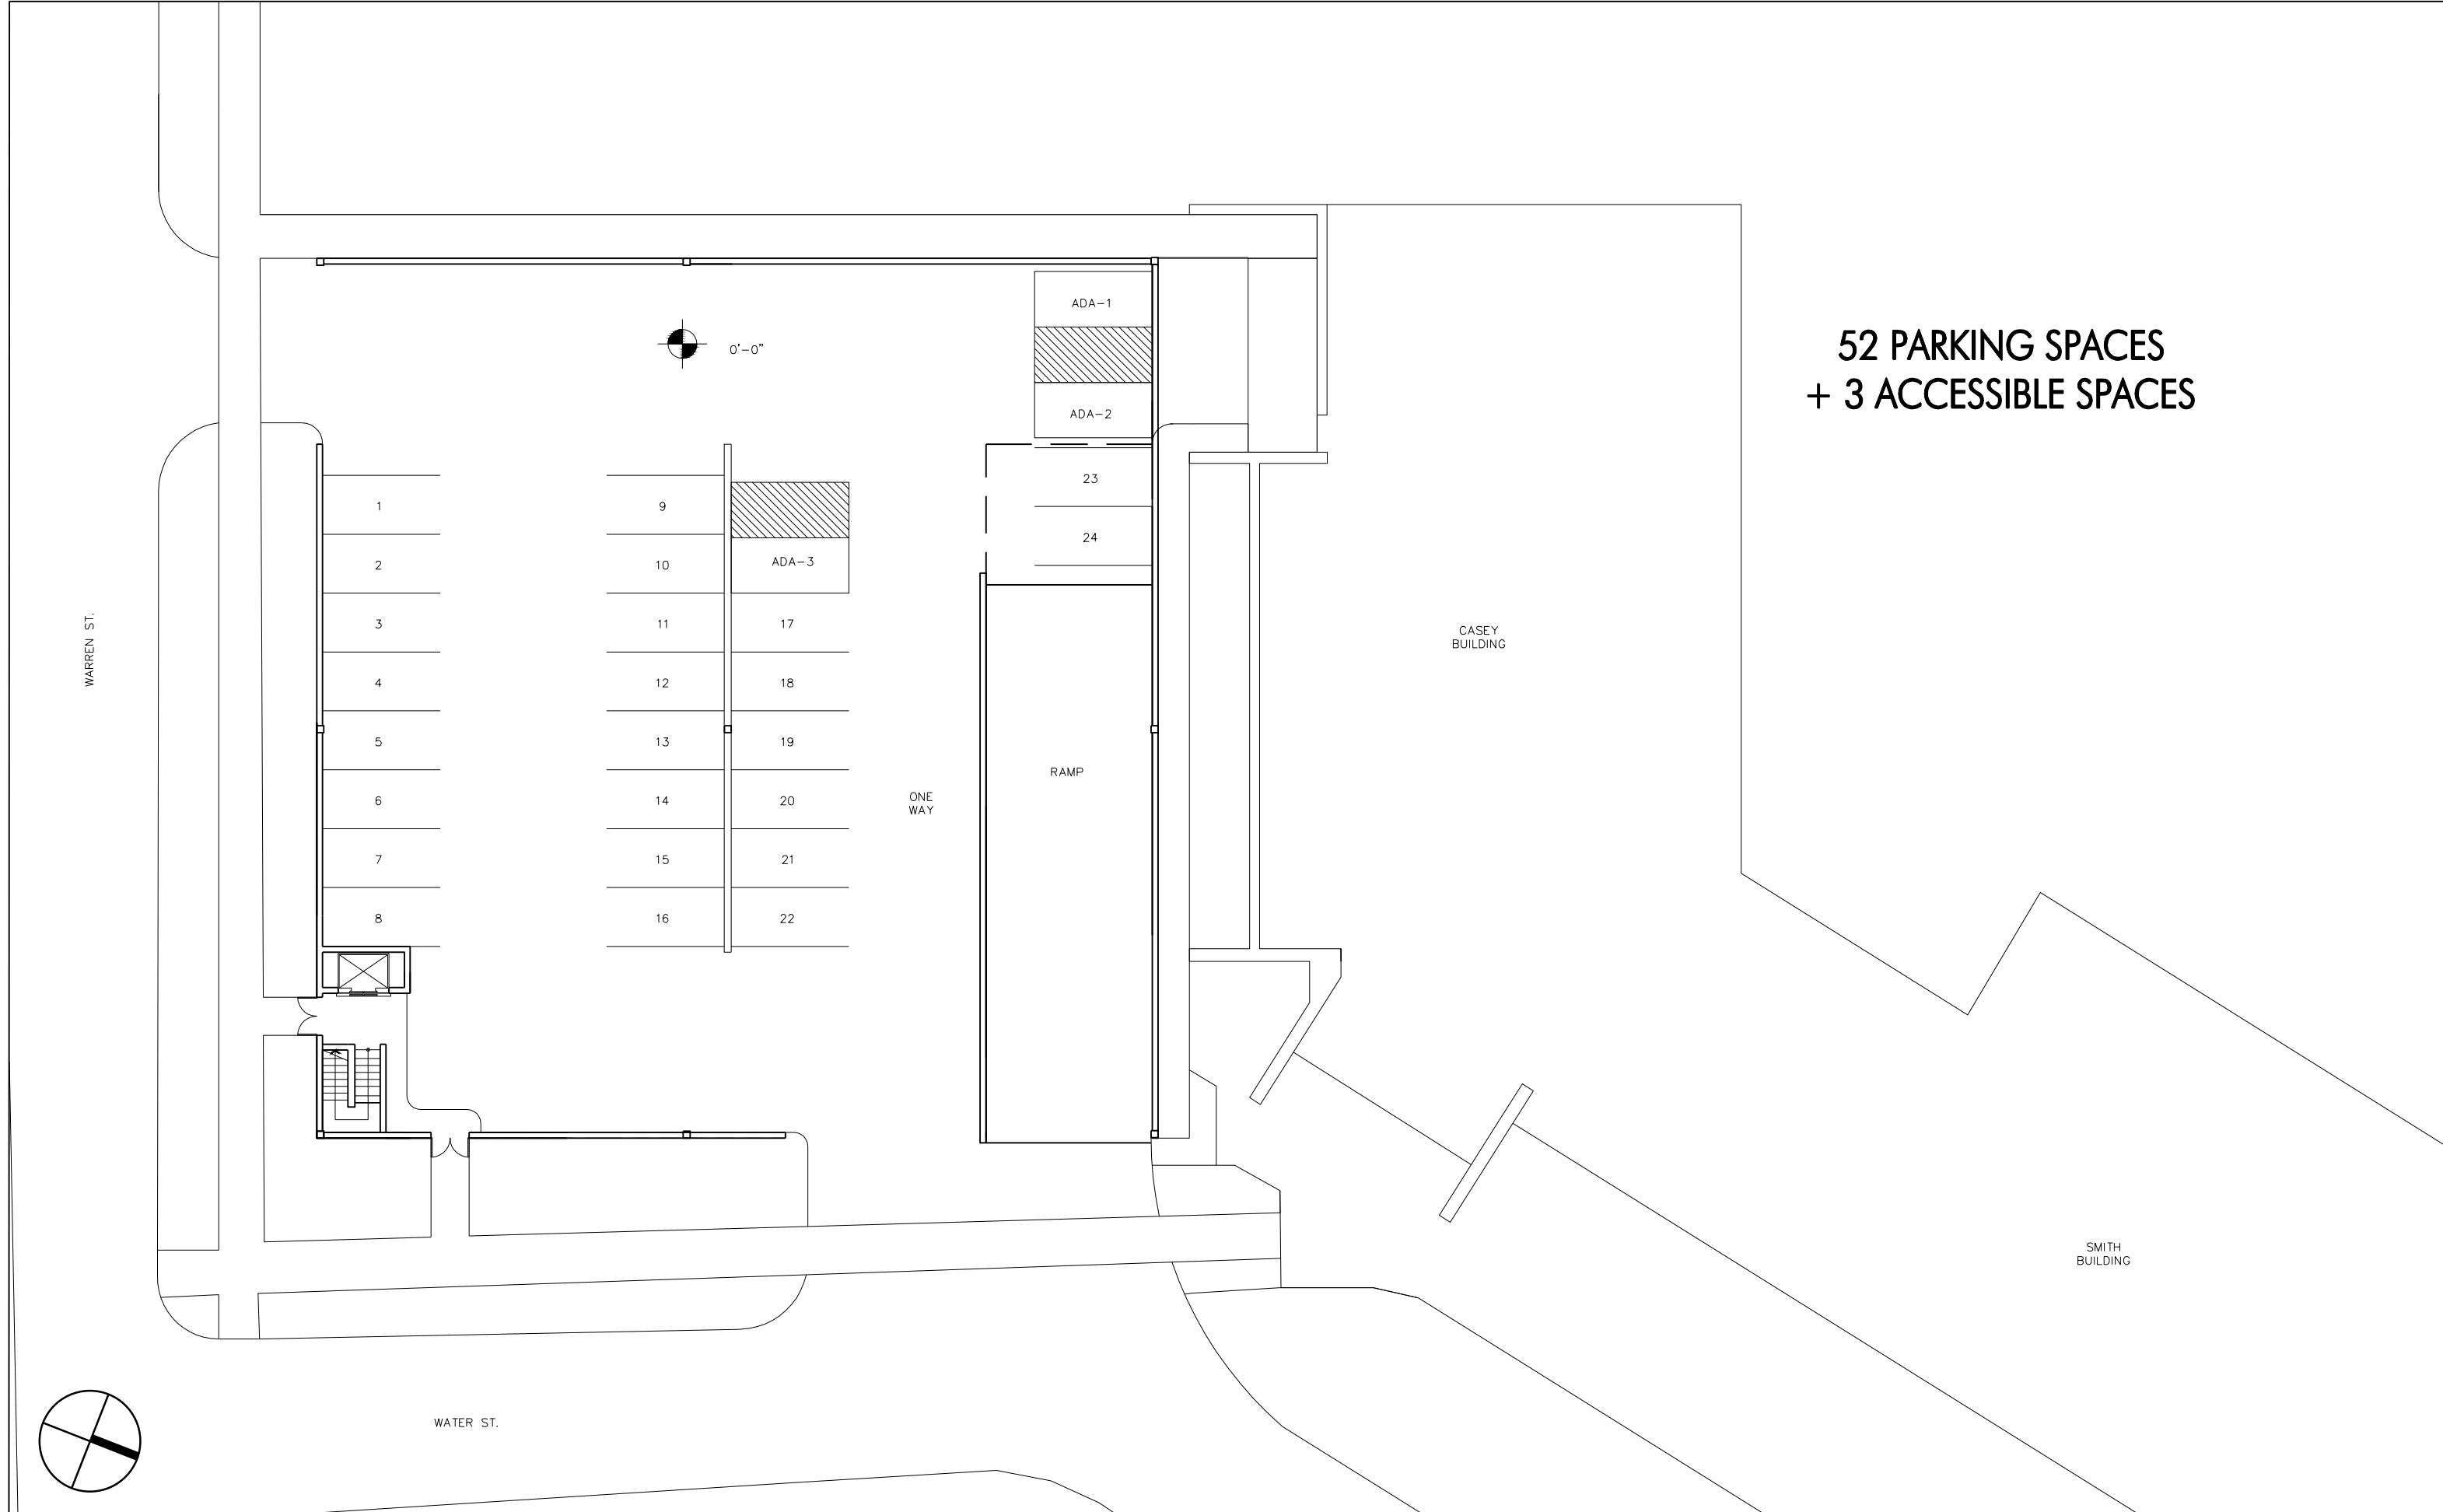 52 PARKING SPACES
+ 3 ACCESSIBLE SPACES
ADA-1
0'-0"
ADA-2
23
24
1
9
2
10
ADA-3
3
11
17
4
12
18
5
13
19
6
14
20
7
15
21
8
16
22
WARREN ST.
ONE
WAY
RAMP
CASEY
BUILDING
SMITH
BUILDING
WATER ST.